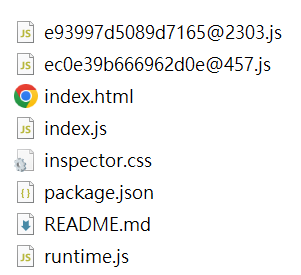 e93997d5089d7165@2303.js
ec0e39b666962d0e@457.js
index.html
index.js
inspector.css
package.json
README.md
runtime.js